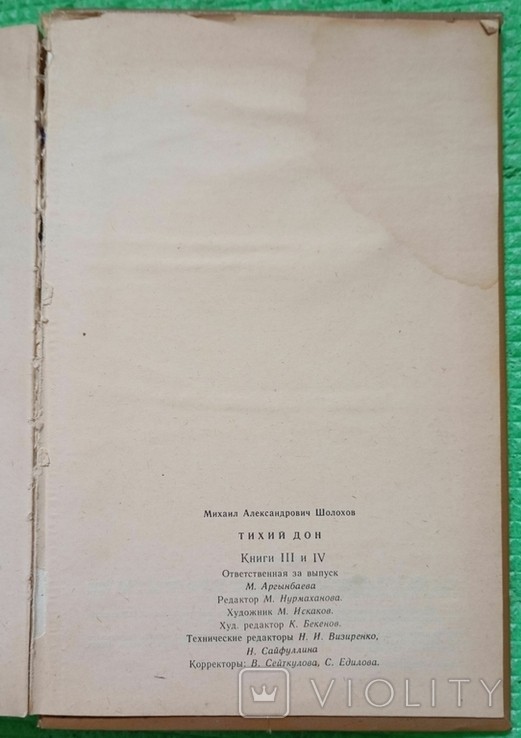 Михаил Александрович Шолохов
ТИХИЙ ДОН
Книги III и IV
Ответственная за выпуск
М. Аргынбаева
Редактор М. Нурмаханова.
Художник М. Искаков.
Худ. редактор К. Бекенов.
Технические редакторы Н. И. Визиренко,
Н. Сайфуллина
Корректоры: В. Сейткулова, С. Едилова.
VIOLITY